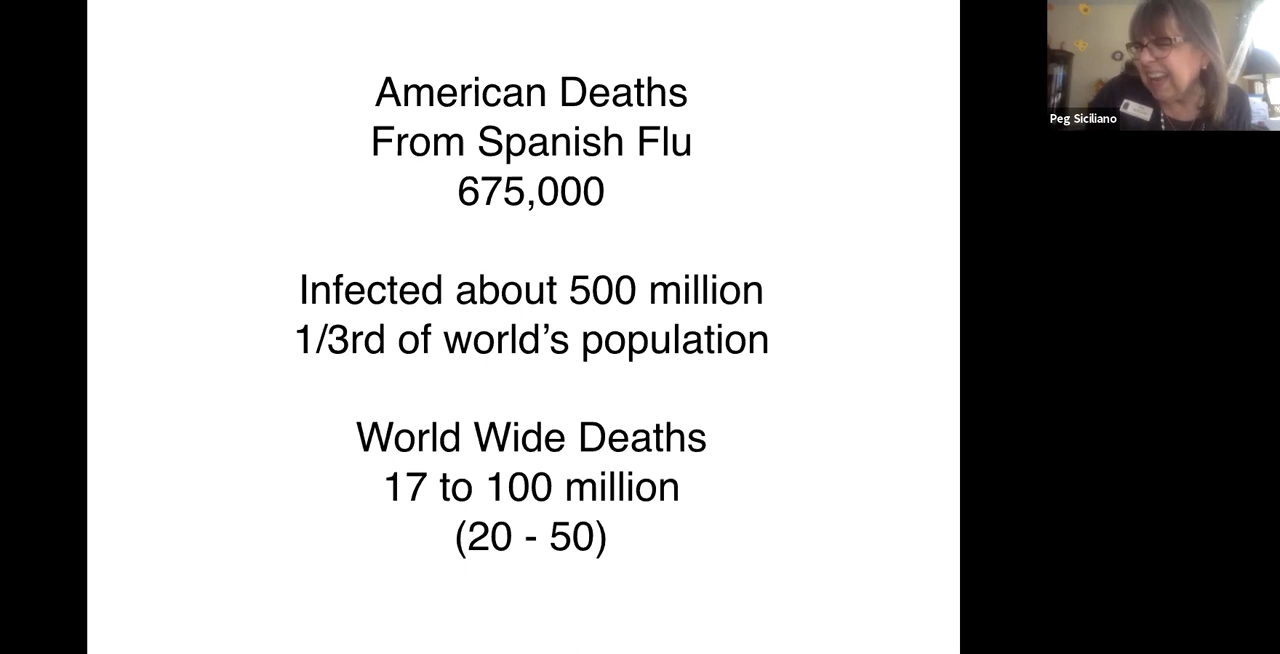 American Deaths
From Spanish Flu
675,000
Infected about 500 million
1/3rd of world’s population
World Wide Deaths
17 to 100 million
(20 - 50)
Peg Siciliano